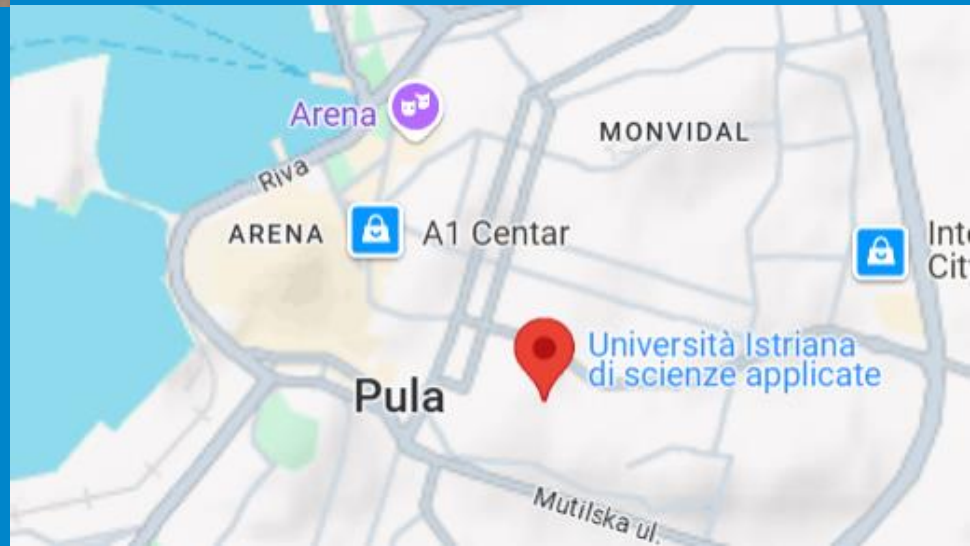 Arena
MONVIDAL
Riva
ARENA
A1 Centar
Università Istriana
di scienze applicate
Pula
Mutilska ul.